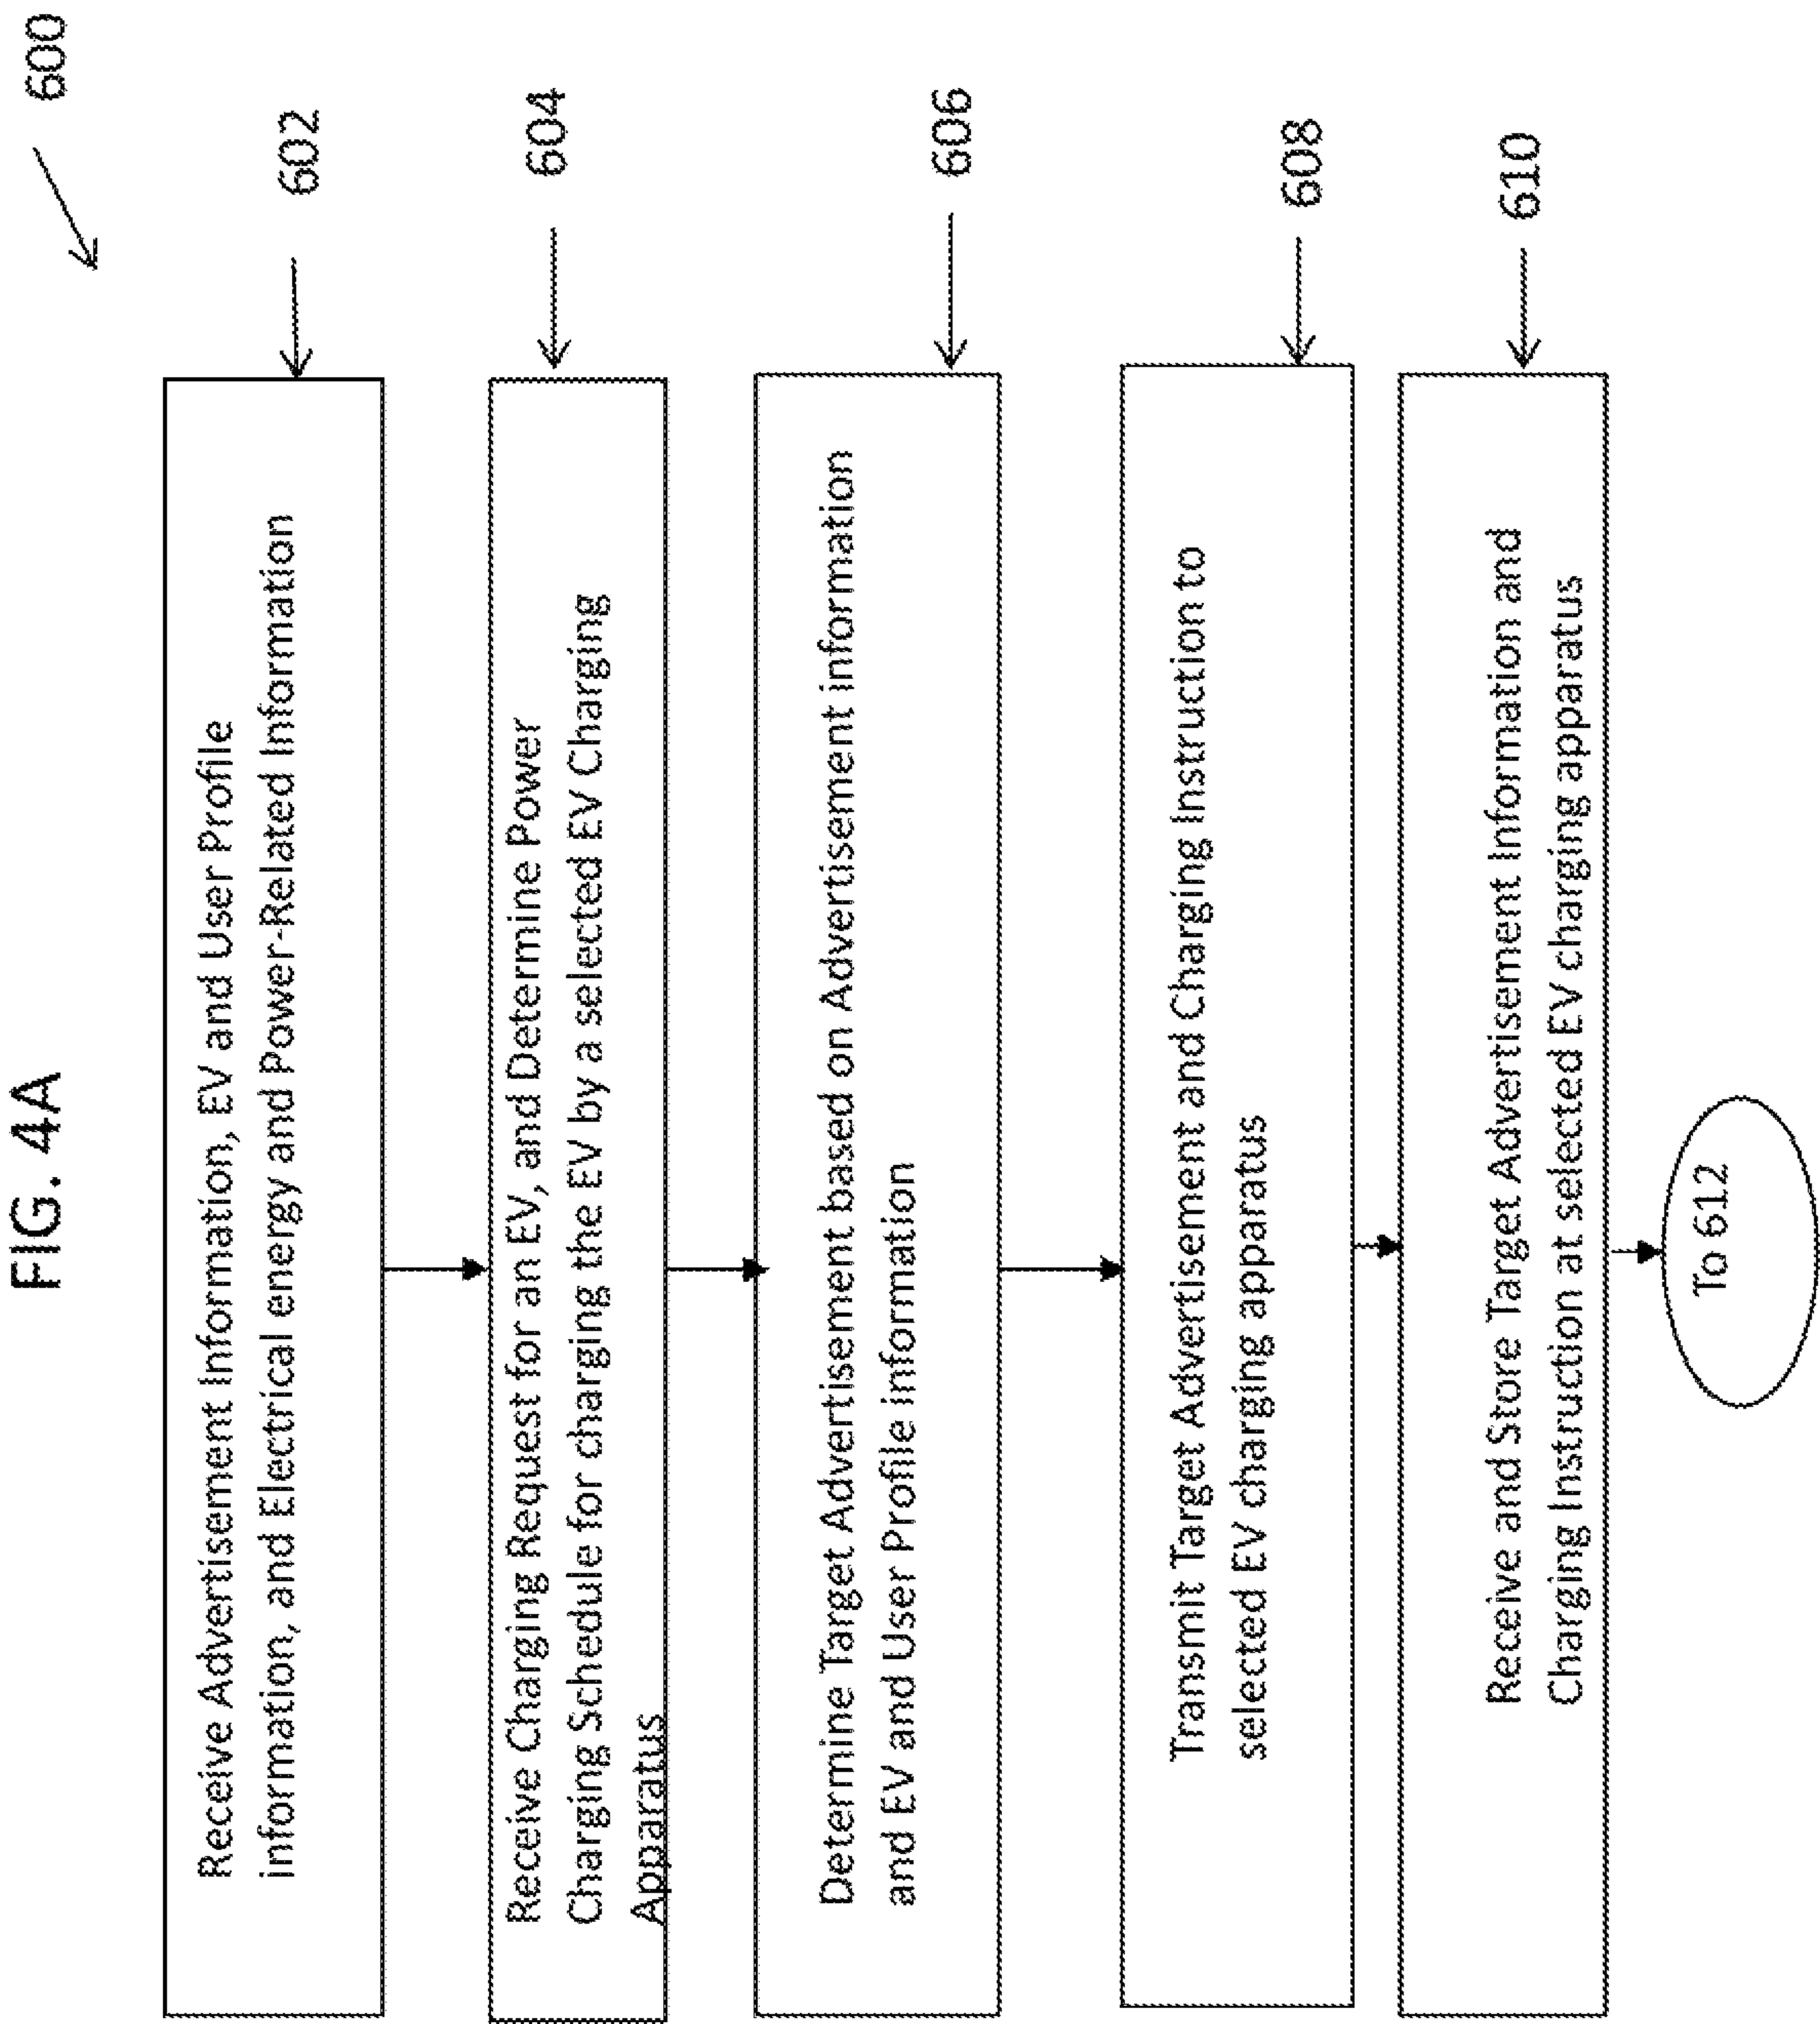 FIG. 4A
600
Receive Advertisement Information, EV and User Profile
information, and Electrical energy and Power-Related Information
602
Receive Charging Request for an EV, and Determine Power
Charging Schedule for charging the EV by a selected EV Charging
Apparatus
604
Determine Target Advertisement based on Advertisement information
and EV and User Profile information
606
Transmit Target Advertisement and Charging Instruction to
selected EV charging apparatus
608
Receive and Store Target Advertisement Information and
Charging Instruction at selected EV charging apparatus
610
To 612